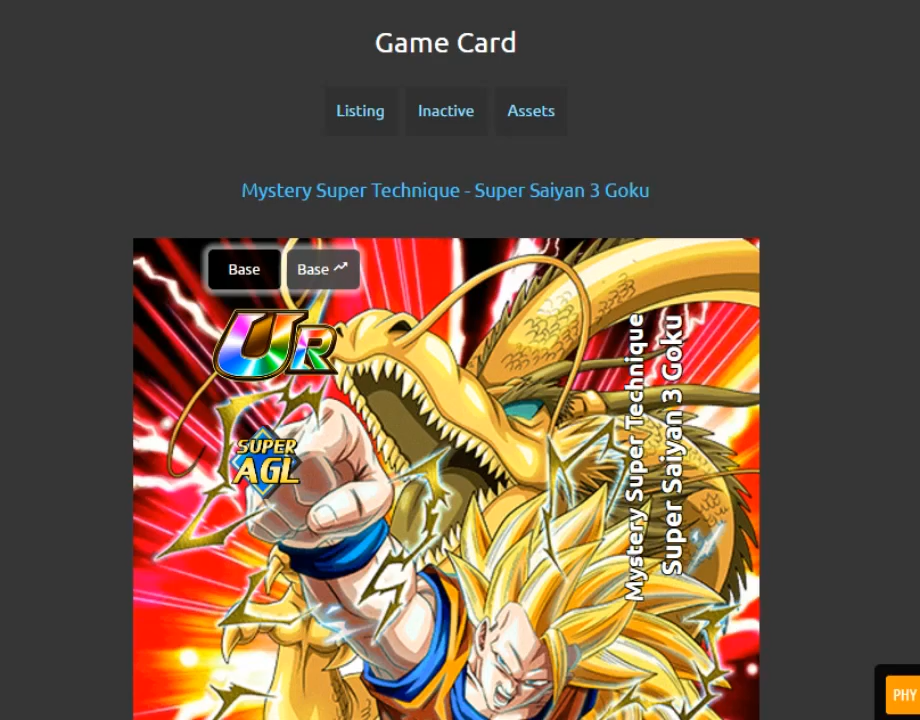 Game Card
Listing
Inactive
Assets
Mystery Super Technique - Super Saiyan 3 Goku
Base
Base
UR
SUPER
AGL
Mystery Super Technique
Super Saiyan 3 Goku
PHY